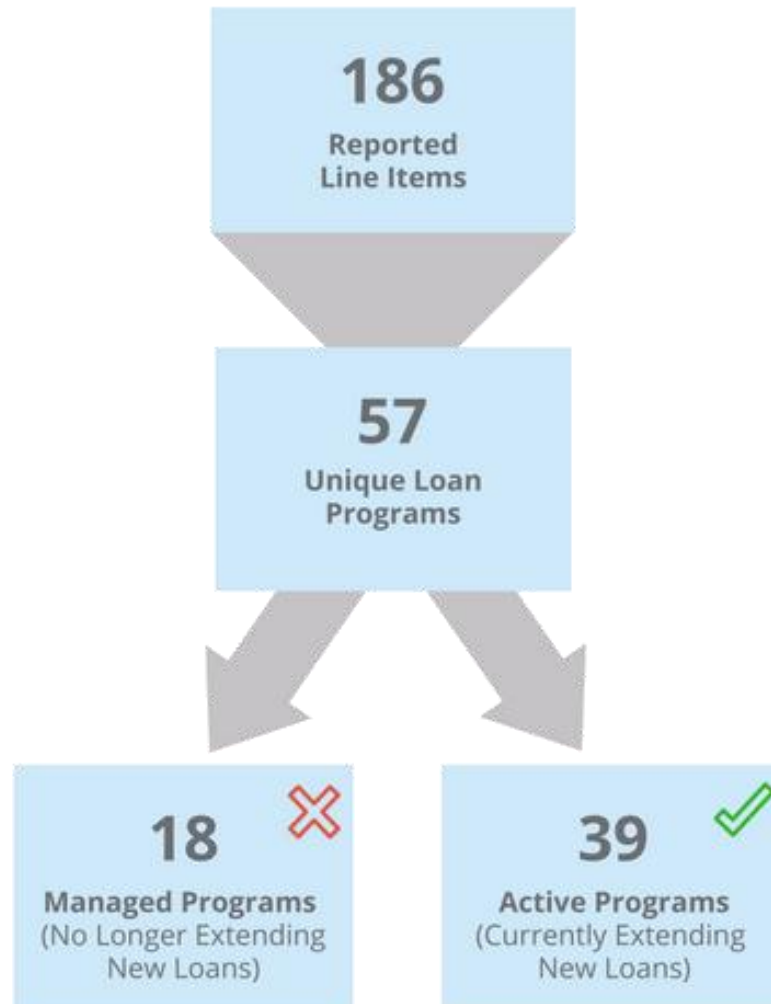 186
Reported
Line Items
57
Unique Loan
Programs
18
Managed Programs
(No Longer Extending
New Loans)
39
Active Programs
(Currently Extending
New Loans)